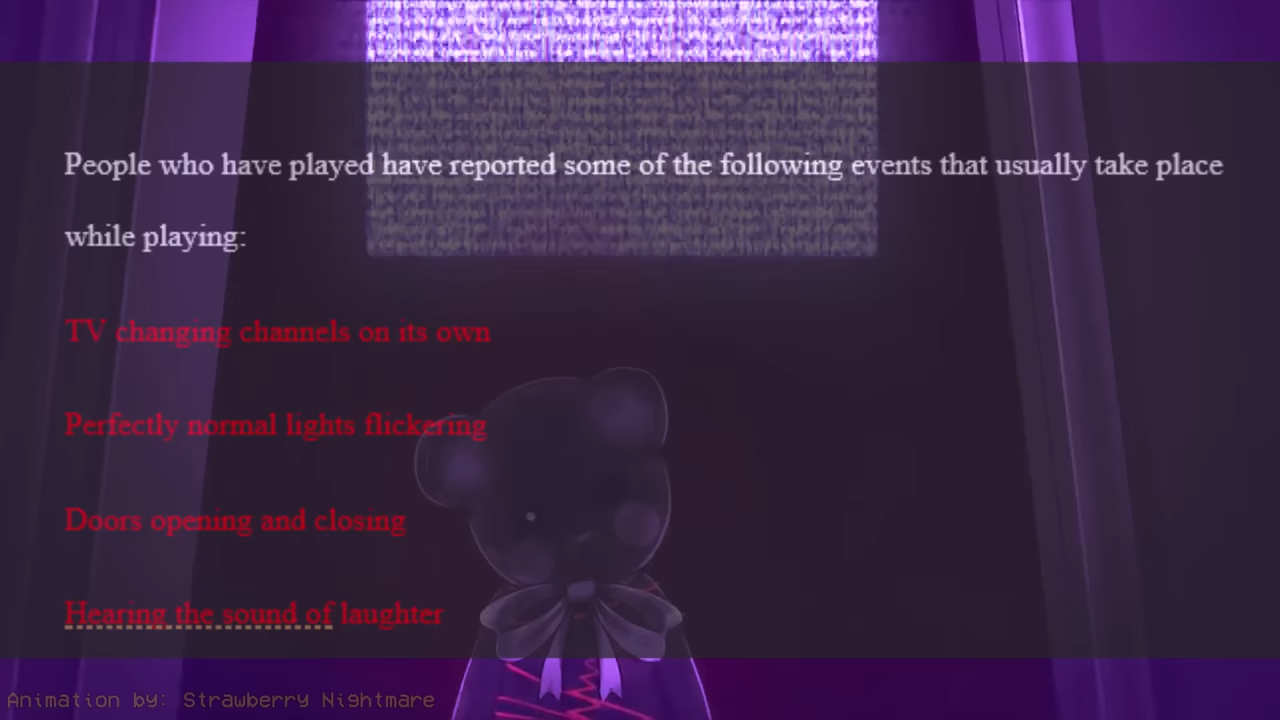 People who have played have reported some of the following events that usually take place
while playing:
TV changing channels on its own
Perfectly normal lights flickering
Doors opening and closing
Hearing the sound of laughter
Animation by: Strawberry Nightmare